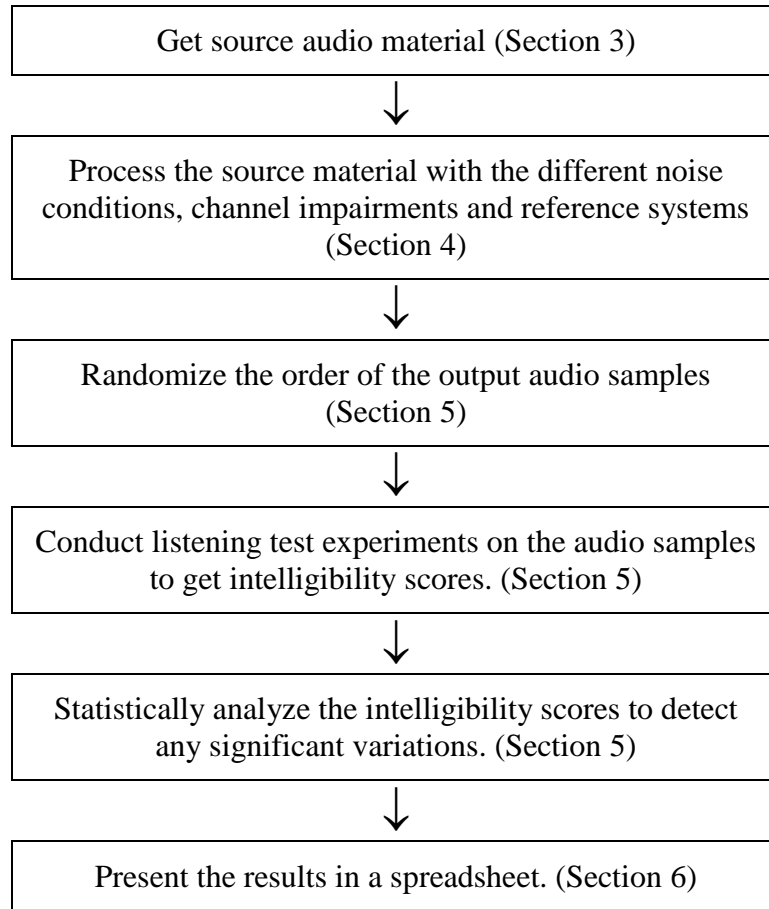 Get source audio material (Section 3)
Process the source material with the different noise
conditions, channel impairments and reference systems
(Section 4)
Randomize the order of the output audio samples
(Section 5)
Conduct listening test experiments on the audio samples
to get intelligibility scores. (Section 5)
Statistically analyze the intelligibility scores to detect
any significant variations. (Section 5)
Present the results in a spreadsheet. (Section 6)